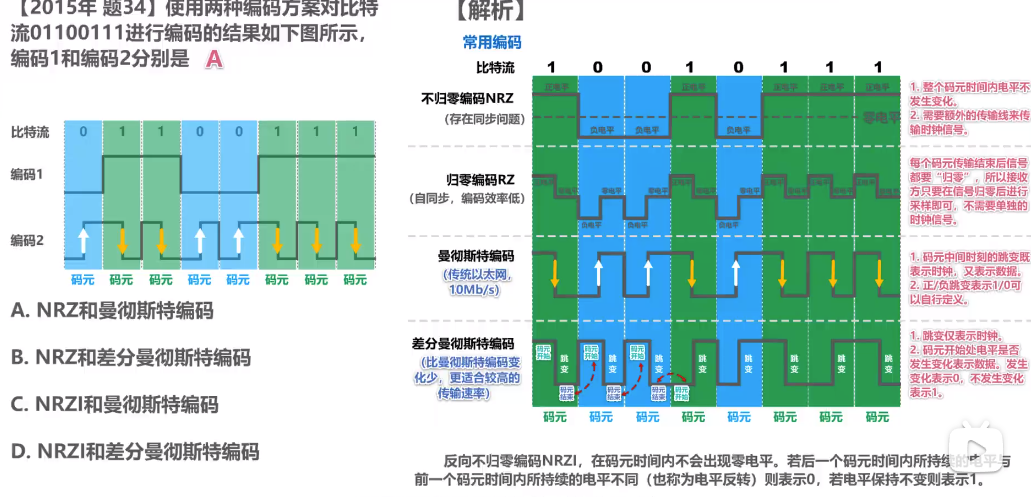 【2015年 题34】使用两种编码方案对比特
流01100111进行编码的结果如下图所示，
编码1和编码2分别是 A
比特流 0 1 1 0 0 1 1 1
编码1
编码2
码元 码元 码元 码元 码元 码元 码元 码元
A. NRZ和曼彻斯特编码
B. NRZ和差分曼彻斯特编码
C. NRZI和曼彻斯特编码
D. NRZI和差分曼彻斯特编码
【解析】
常用编码
比特流 1 0 0 1 0 1 1 1
不归零编码NRZ
（存在同步问题）
正电平 负电平 负电平 正电平 负电平 正电平 正电平 正电平
零电平
1. 整个码元时间内电平不
发生变化。
2. 需要额外的传输线来传
输时钟信号。
归零编码RZ
（自同步，编码效率低）
正电平 零电平 零电平 零电平 正电平 零电平 零电平 正电平 零电平 正电平 零电平 正电平 零电平
负电平 负电平 负电平
每个码元传输结束后信号
都要“归零”，所以接收
方只要在信号归零后进行
采样即可，不需要单独的
时钟信号。
曼彻斯特编码
（传统以太网，
10Mb/s）
1. 码元中间时刻的跳变既
表示时钟，又表示数据。
2. 正/负跳变表示1/0可
以自行定义。
差分曼彻斯特编码
（比曼彻斯特编码变
化少，更适合较高的
传输速率）
码元开始 跳变 码元开始 跳变 码元开始 跳变 跳变 跳变 跳变 跳变 跳变
码元结束 码元结束 码元结束 码元开始
1. 跳变仅表示时钟。
2. 码元开始处电平是否
发生变化表示数据，发生
变化表示0，不发生变化
表示1。
码元 码元 码元 码元 码元 码元 码元 码元
反向不归零编码NRZI，在码元时间内不会出现零电平。若后一个码元时间内所持续的电平与
前一个码元时间内所持续的电平不同（也称为电平反转）则表示0，若电平保持不变则表示1。